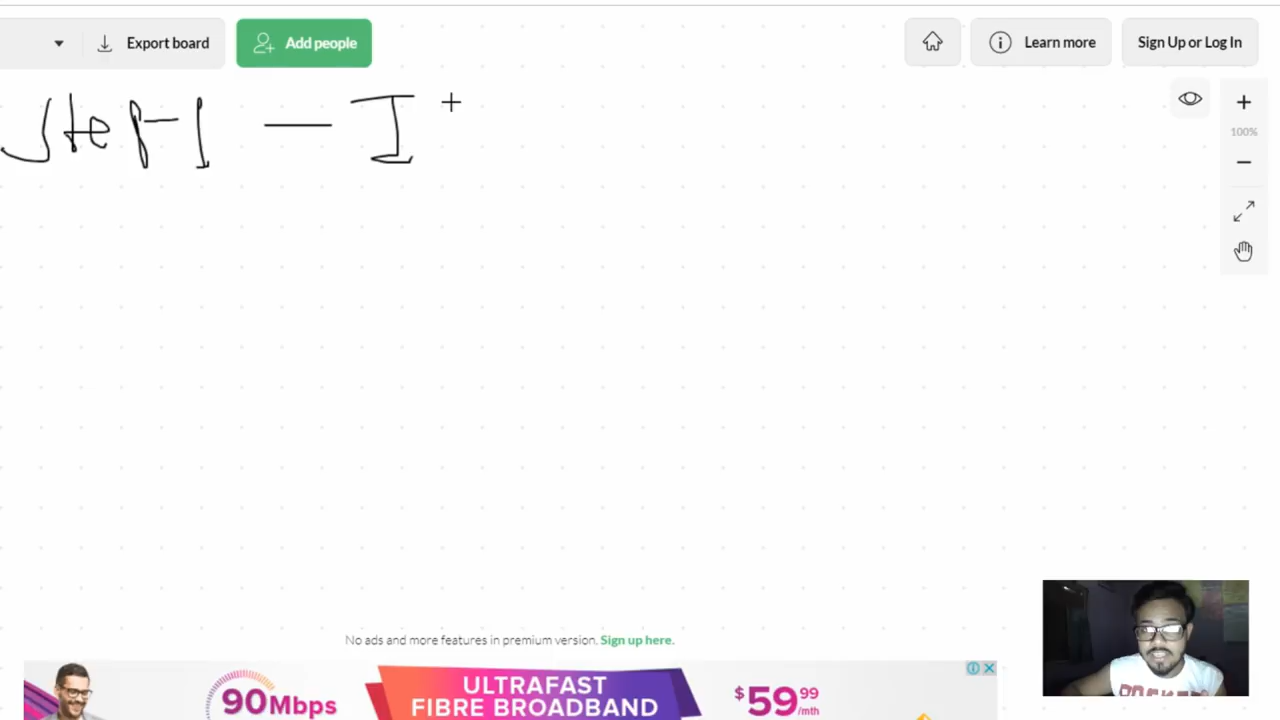 Export board
Add people
Learn more
Sign Up or Log In
Step-1 — I
100%
No ads and more features in premium version. Sign up here.
90Mbps
ULTRAFAST
FIBRE BROADBAND
$59.99
/mth